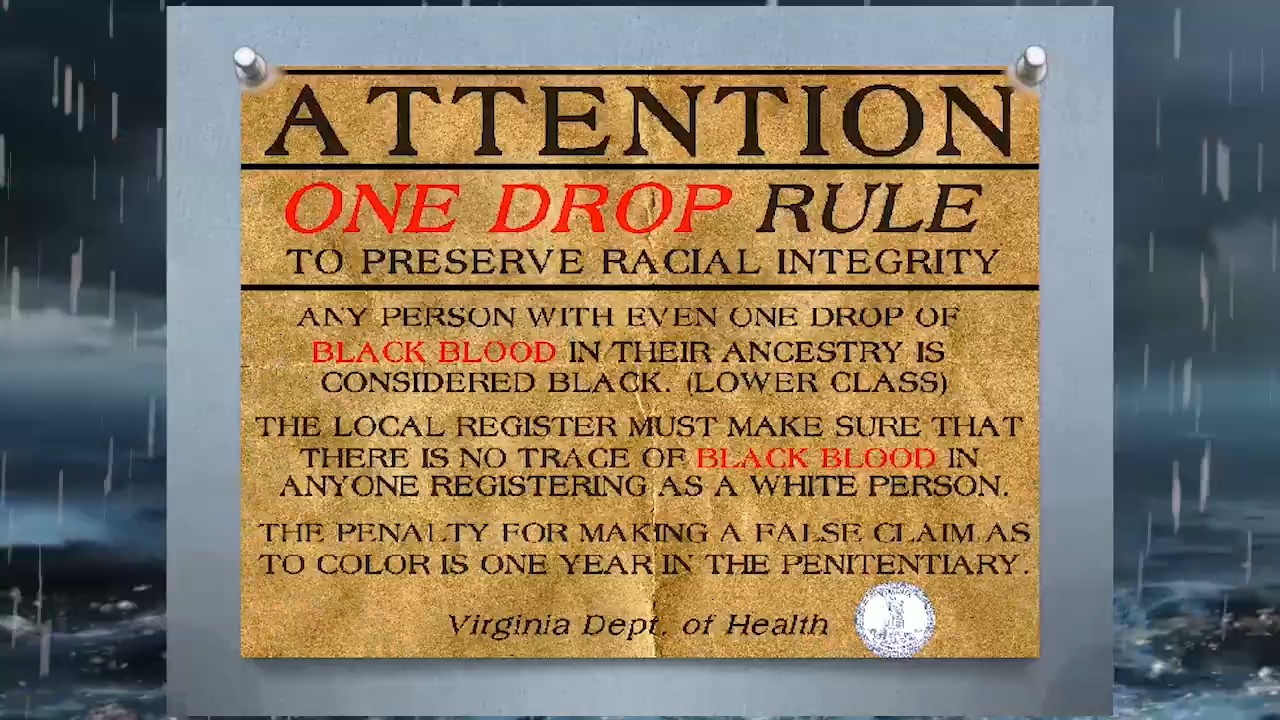 ATTENTION
ONE DROP RULE
TO PRESERVE RACIAL INTEGRITY
ANY PERSON WITH EVEN ONE DROP OF
BLACK BLOOD IN THEIR ANCESTRY IS
CONSIDERED BLACK. (LOWER CLASS)
THE LOCAL REGISTER MUST MAKE SURE THAT
THERE IS NO TRACE OF BLACK BLOOD IN
ANYONE REGISTERING AS A WHITE PERSON.
THE PENALTY FOR MAKING A FALSE CLAIM AS
TO COLOR IS ONE YEAR IN THE PENITENTIARY.
Virginia Dept. of Health